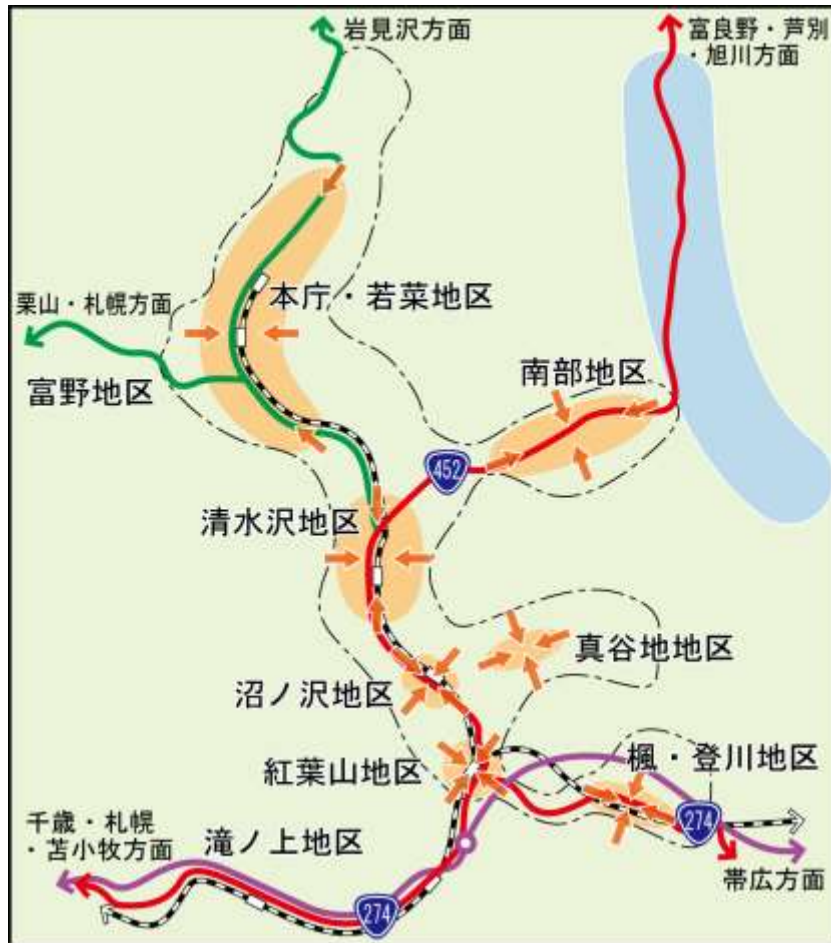 岩見沢方面
富良野・芦別
・旭川方面
本庁・若菜地区
栗山・札幌方面
富野地区
南部地区
452
清水沢地区
真谷地地区
沼ノ沢地区
紅葉山地区
楓・登川地区
274
千歳・札幌
・苫小牧方面
滝ノ上地区
帯広方面
274